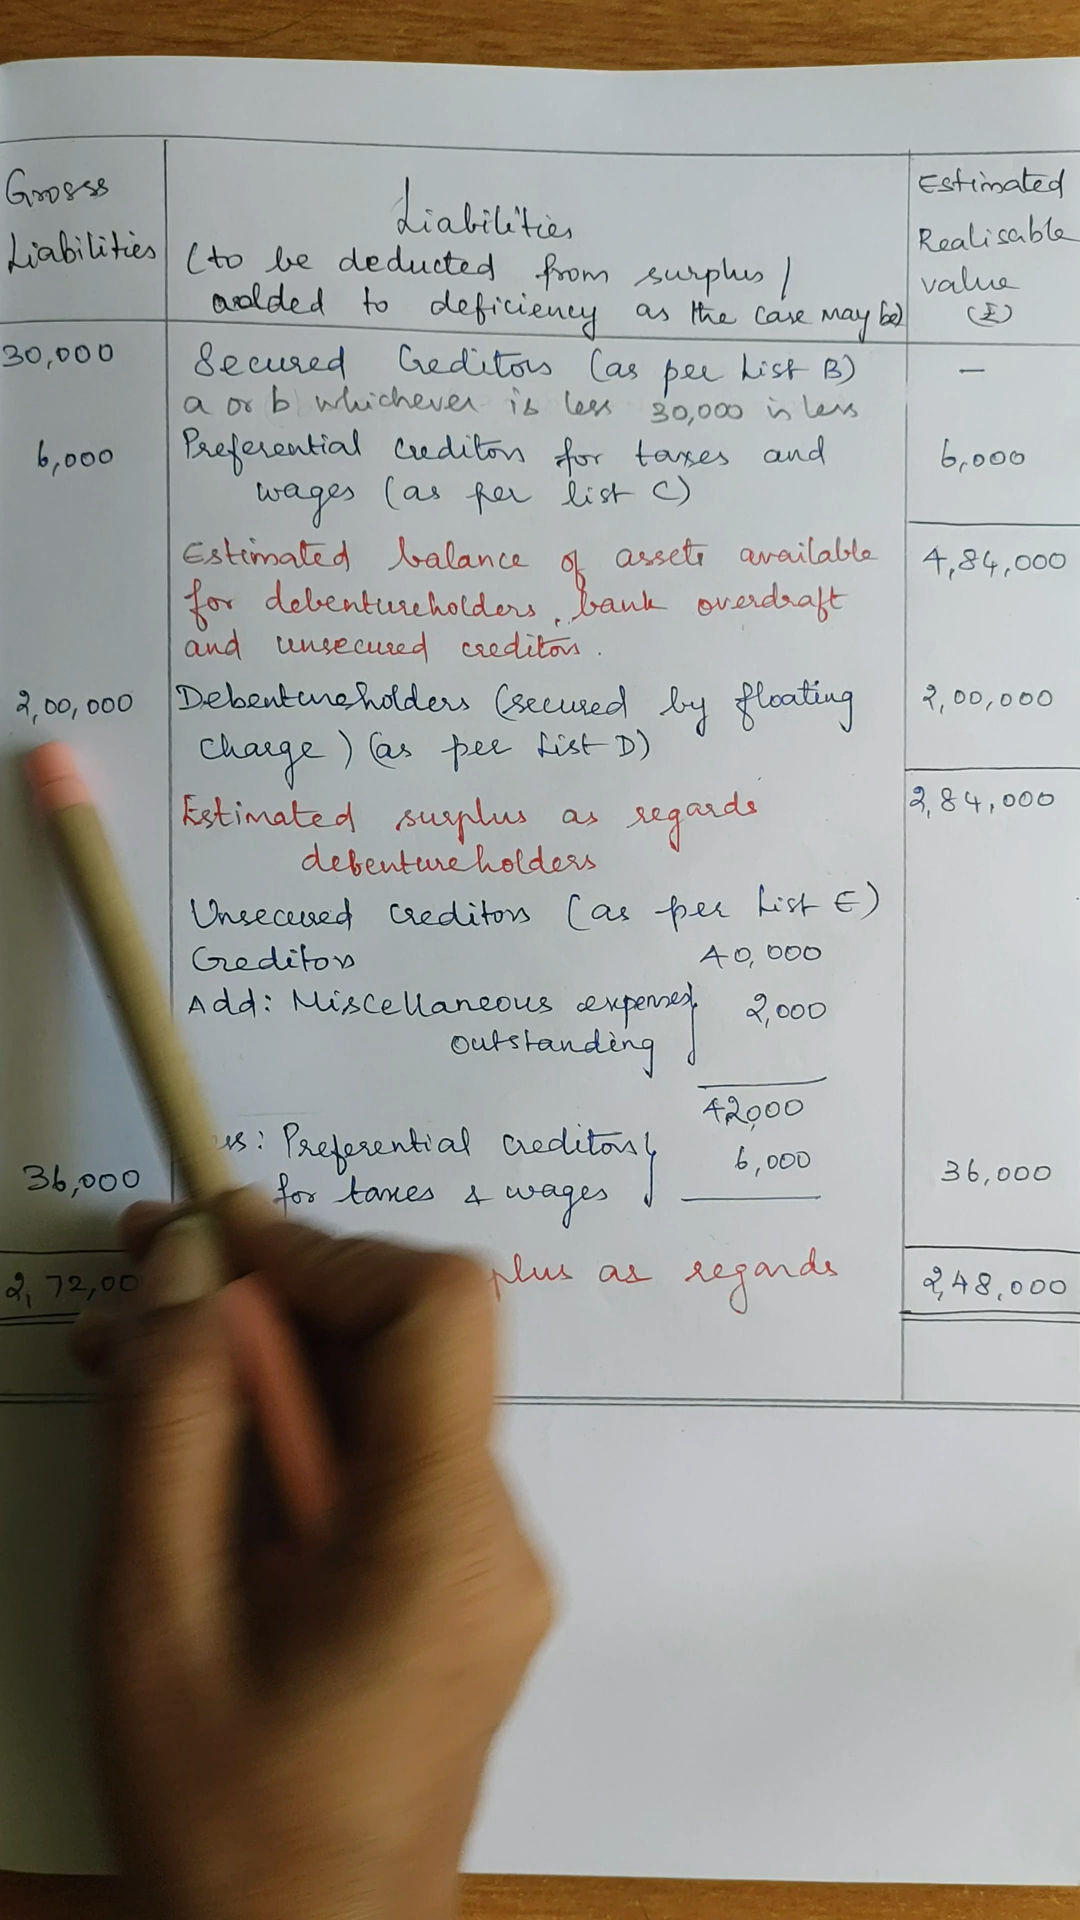 Grosss
Liabilities
Liabilities
(to be deducted from surplus /
added to deficiency as the case may be)
Estimated
Realisable
value
(₹)
30,000 Secured Creditors (as per List B) —
a or b whichever is less 30,000 is less
6,000 Preferential creditors for taxes and 6,000
wages (as per list C)
Estimated balance of assets available 4,84,000
for debentureholders, bank overdraft
and unsecured creditors.
2,00,000 Debentureholders (secured by floating 2,00,000
charge) (as per List D)
Estimated surplus as regards 2,84,000
debentureholders
Unsecured creditors (as per List E)
Creditors 40,000
Add: Miscellaneous expenses 2,000
outstanding
42,000
Preferential creditors 6,000
36,000 for taxes & wages 36,000
2,72,00 plus as regards 2,48,000